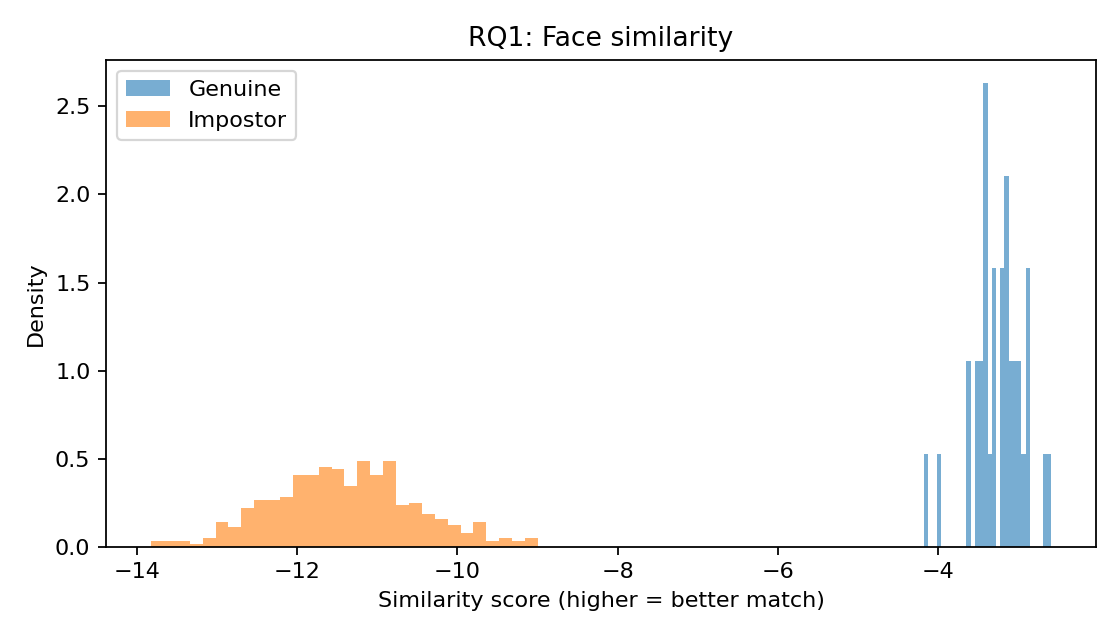 RQ1: Face similarity
Genuine
Impostor
2.5
2.0
1.5
1.0
0.5
0.0
Density
−14
−12
−10
−8
−6
−4
Similarity score (higher = better match)